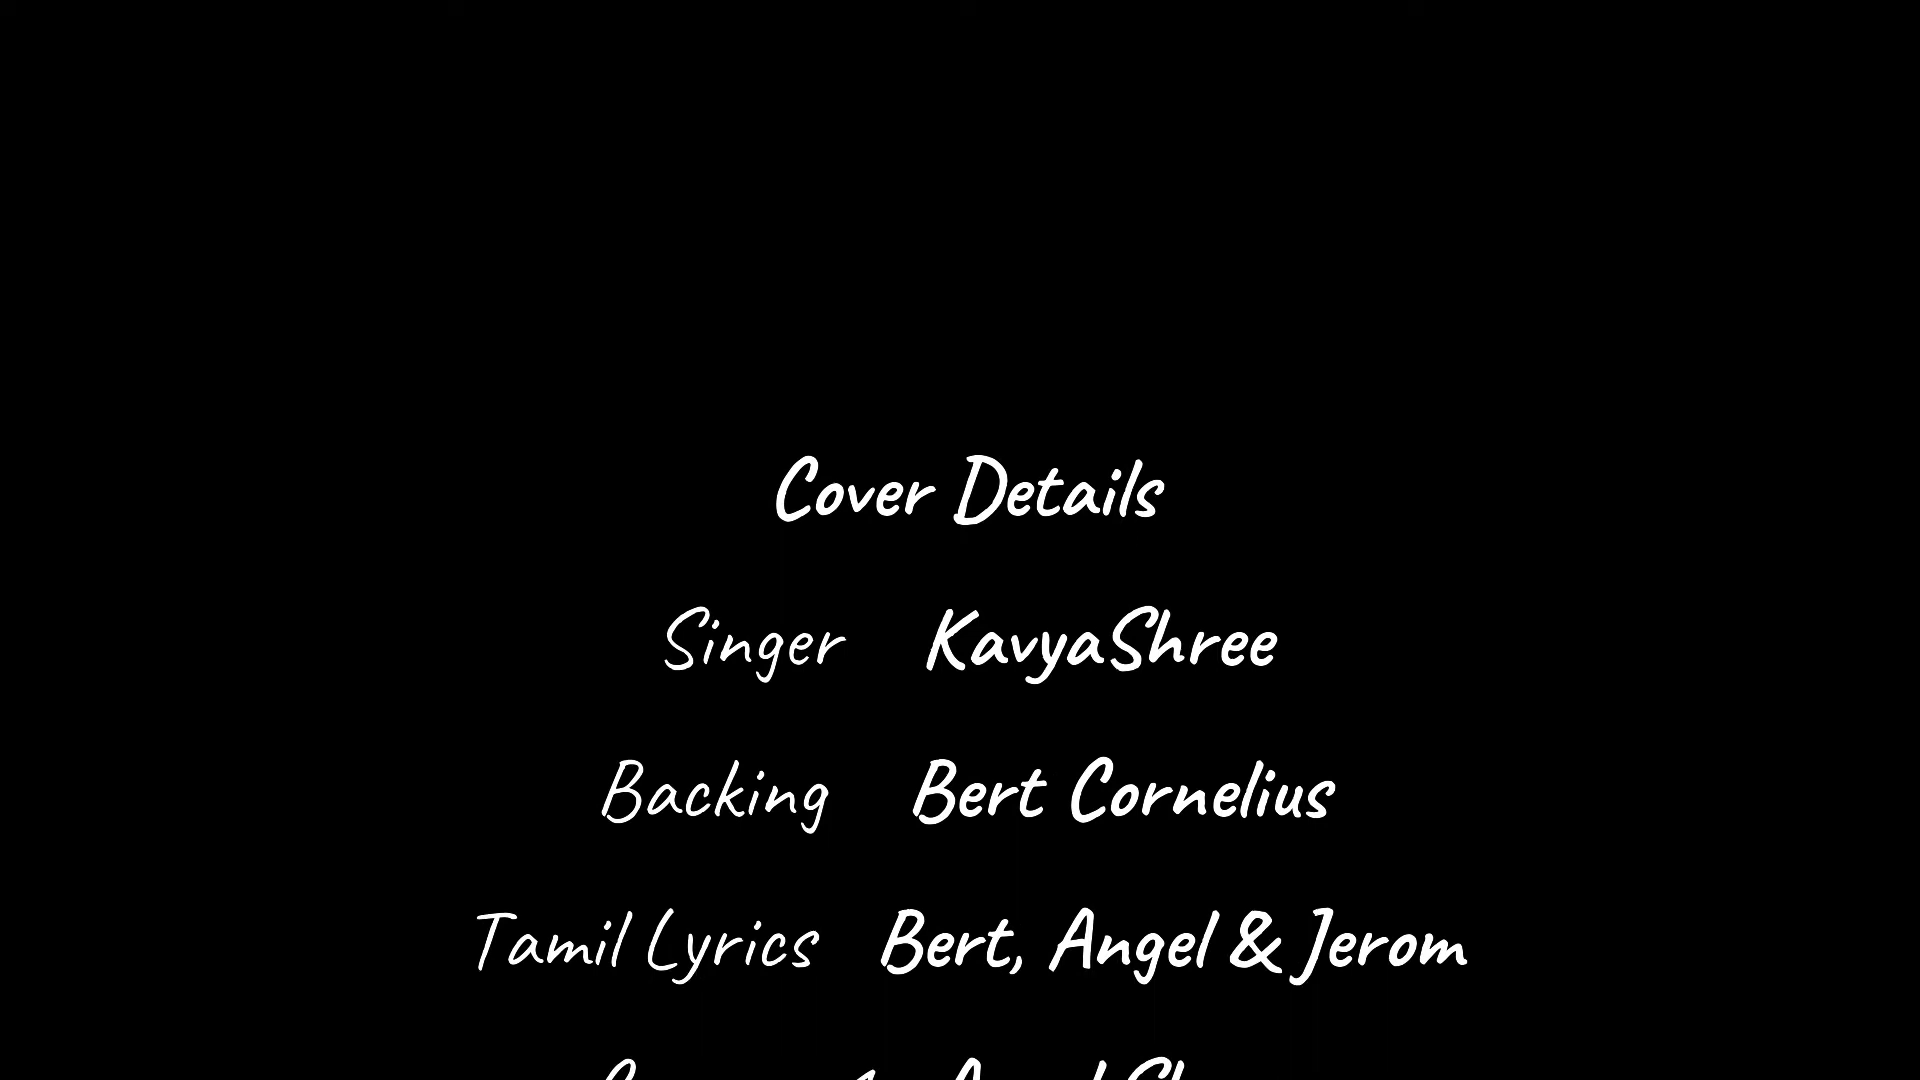 Cover Details
Singer KavyaShree
Backing Bert Cornelius
Tamil Lyrics Bert, Angel & Jerom